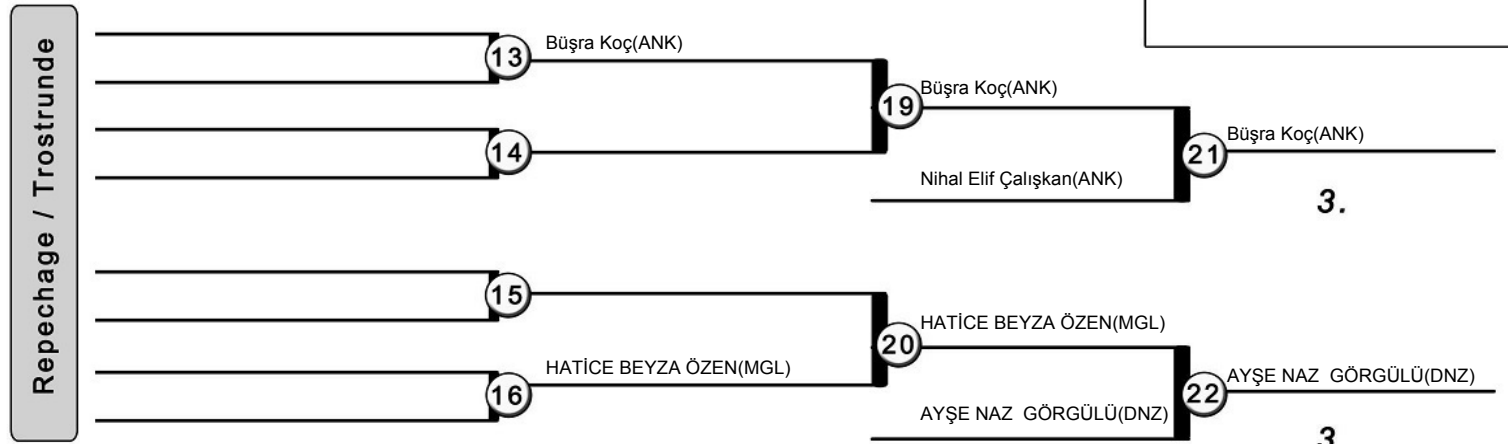 Repechage / Trostrunde
13
Büşra Koç(ANK)
14
19
Büşra Koç(ANK)
Nihal Elif Çalışkan(ANK)
21
Büşra Koç(ANK)
3.
15
16
HATİCE BEYZA ÖZEN(MGL)
20
HATİCE BEYZA ÖZEN(MGL)
AYŞE NAZ  GÖRGÜLÜ(DNZ)
22
AYŞE NAZ  GÖRGÜLÜ(DNZ)
3